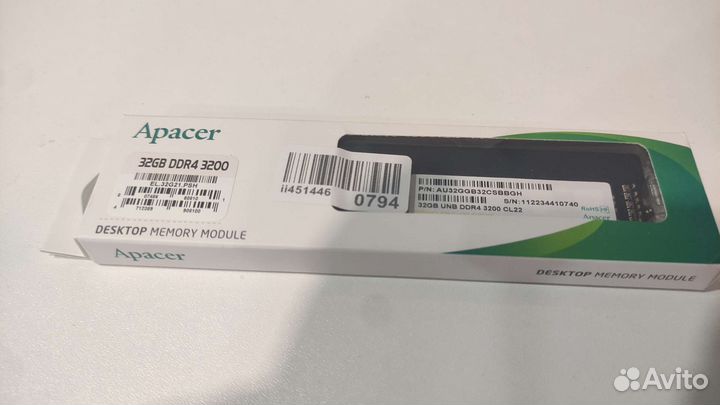 Apacer
32GB DDR4 3200
EL.32G21.PSH
DESKTOP MEMORY MODULE
ii451446
0794
P/N: AU32GGB32CSBBGH
S/N:112234410740
32GB UNB DDR4 3200 CL22
RoHS
Apacer
Apacer
DESKTOP MEMORY MODULE
Avito